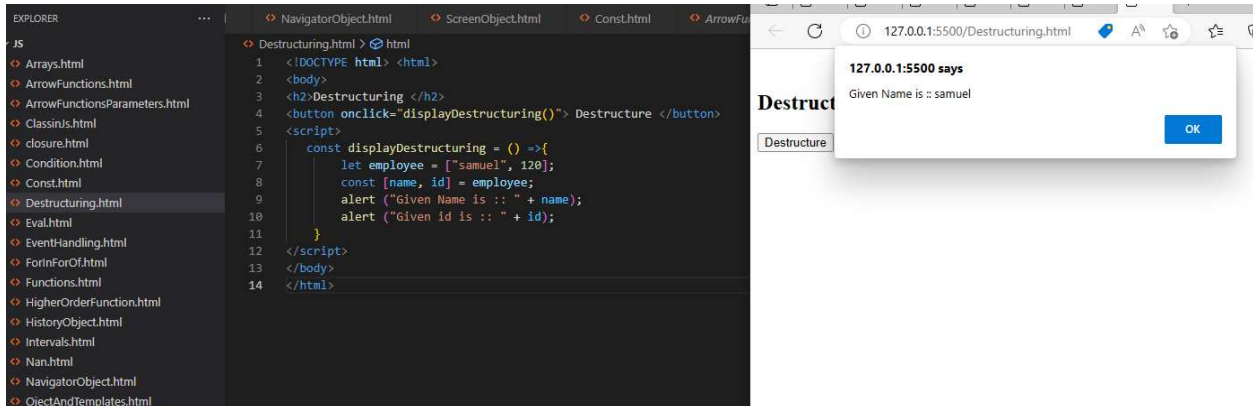 EXPLORER ...
JS
Arrays.html
ArrowFunctions.html
ArrowFunctionsParameters.html
ClassinJs.html
closure.html
Condition.html
Const.html
Destructuring.html
Eval.html
EventHandling.html
ForInForOf.html
Functions.html
HigherOrderFunction.html
HistoryObject.html
Intervals.html
Nan.html
NavigatorObject.html
OjectAndTemplates.html
NavigatorObject.html ScreenObject.html Const.html ArrowFu
Destructuring.html > html
1 <!DOCTYPE html> <html>
2 <body>
3 <h2>Destructuring </h2>
4 <button onclick="displayDestructuring()"> Destructure </button>
5 <script>
6 const displayDestructuring = () =>{
7 let employee = ["samuel", 120];
8 const [name, id] = employee;
9 alert ("Given Name is :: " + name);
10 alert ("Given id is :: " + id);
11 }
12 </script>
13 </body>
14 </html>
127.0.0.1:5500/Destructuring.html
127.0.0.1:5500 says
Given Name is :: samuel
OK
Destruct
Destructure